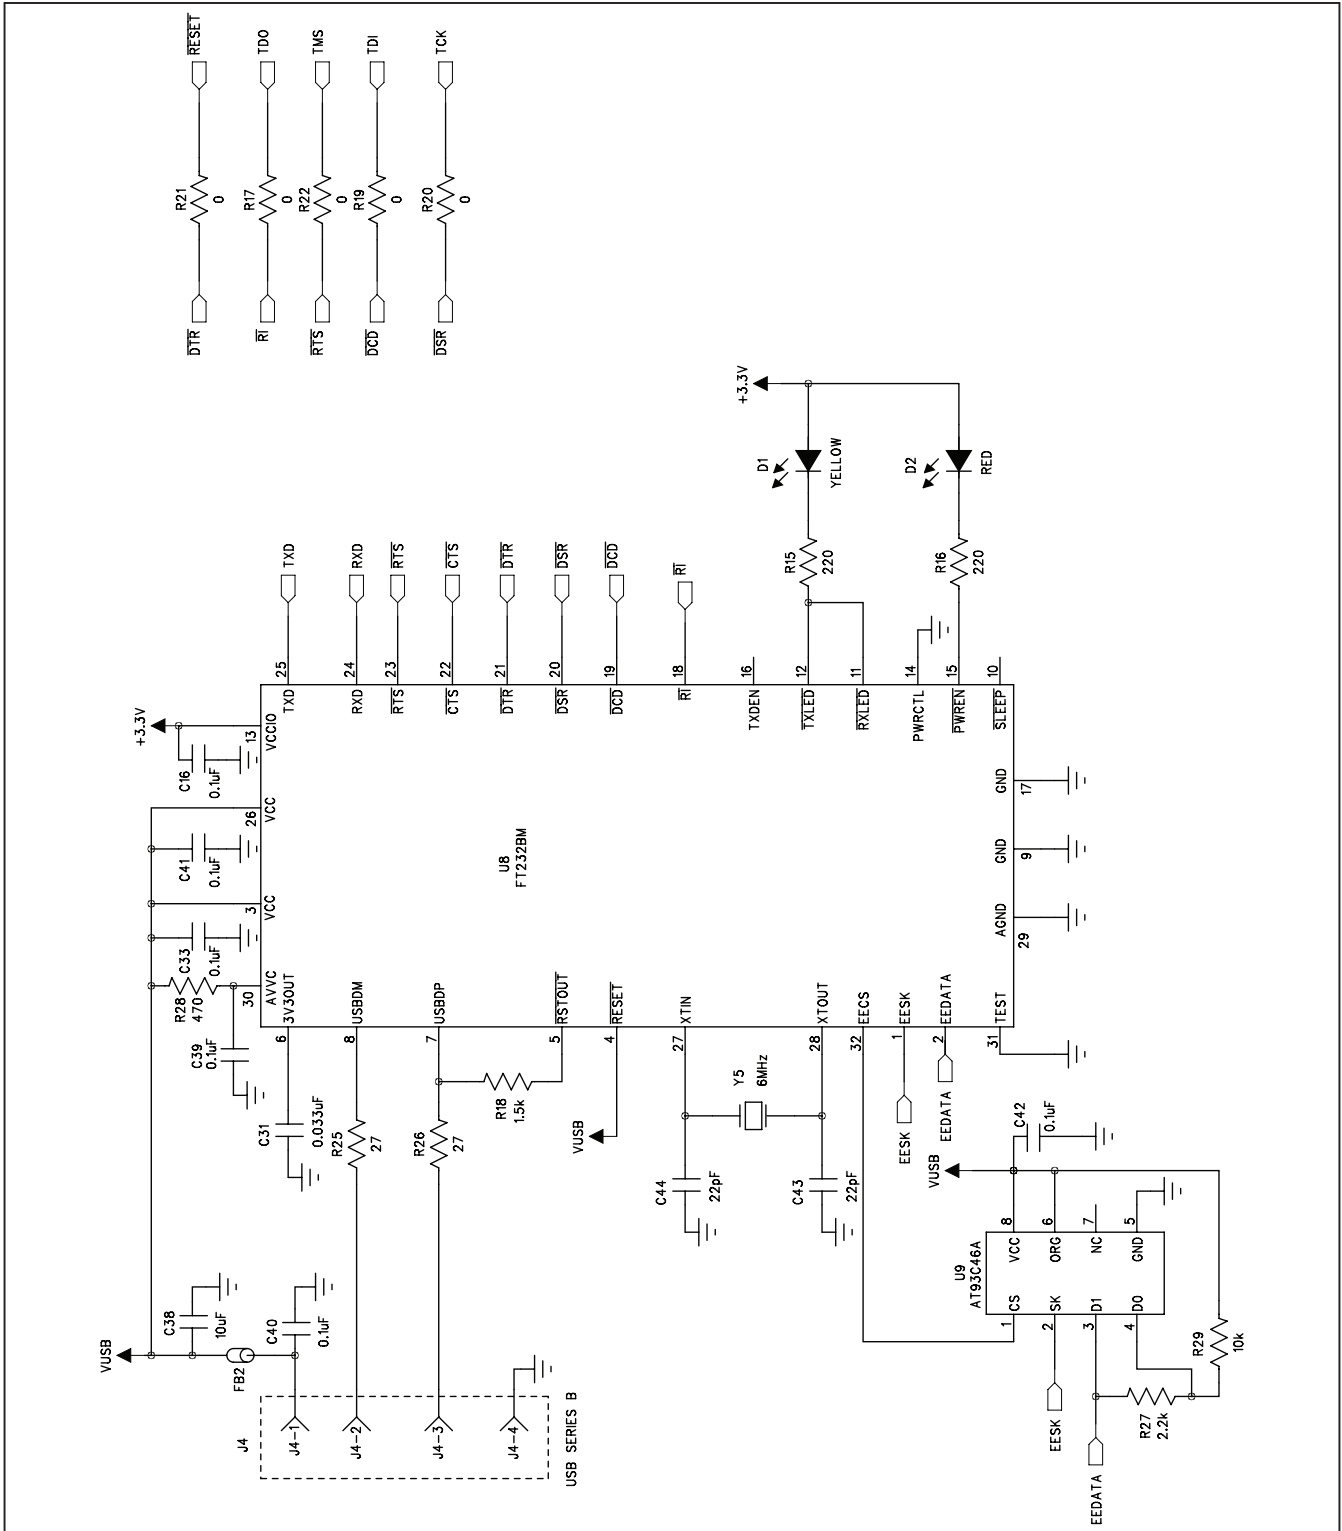 RESET
TDO
TMS
TDI
TCK
R21
0
R17
0
R22
0
R19
0
R20
0
DTR
RI
RTS
DCD
DSR
+3.3V
D1
YELLOW
D2
RED
R15
220
R16
220
TXD
RXD
RTS
CTS
DTR
DSR
DCD
RI
25
24
23
22
21
20
19
18
16
12
11
14
15
10
TXD
RXD
RTS
CTS
DTR
DSR
DCD
RI
TXDEN
TXLED
RXLED
PWRCTL
PWREN
SLEEP
+3.3V
13
VCCIO
C16
0.1uF
26
VCC
C41
0.1uF
3
VCC
C33
0.1uF
R28
470
30
AVVC
C39
0.1uF
U8
FT232BM
GND
17
GND
9
AGND
29
TEST
31
3V3OUT
6
USBDM
8
USBDP
7
RSTOUT
5
RESET
4
XTIN
27
XTOUT
28
EECS
32
EESK
1
EEDATA
2
C31
0.033uF
R25
27
R26
27
R18
1.5k
VUSB
Y5
6MHz
C44
22pF
C43
22pF
EESK
EEDATA
C42
0.1uF
VUSB
8
VCC
6
ORG
7
NC
5
GND
U9
AT93C46A
CS
1
SK
2
D1
3
D0
4
R29
10k
R27
2.2k
EESK
EEDATA
VUSB
C38
10uF
FB2
C40
0.1uF
J4
J4-1
J4-2
J4-3
J4-4
USB SERIES B